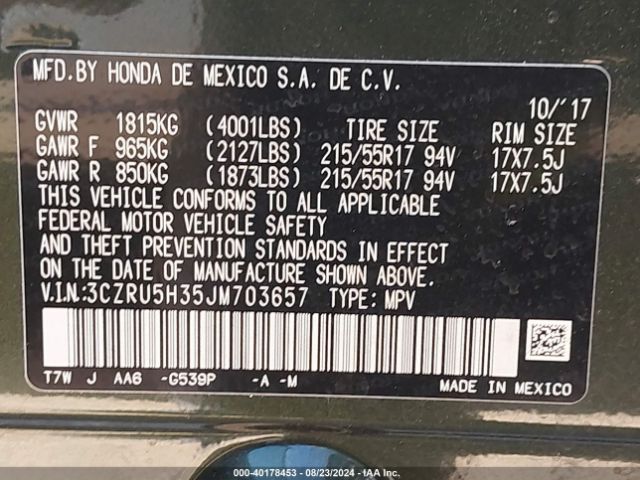 MFD.BY HONDA DE MEXICO S.A. DE C.V.
10/'17
GVWR 1815KG (4001LBS) TIRE SIZE RIM SIZE
GAWR F 965KG (2127LBS) 215/55R17 94V 17X7.5J
GAWR R 850KG (1873LBS) 215/55R17 94V 17X7.5J
THIS VEHICLE CONFORMS TO ALL APPLICABLE
FEDERAL MOTOR VEHICLE SAFETY
AND THEFT PREVENTION STANDARDS IN EFFECT
ON THE DATE OF MANUFACTURE SHOWN ABOVE.
V.I.N:3CZRU5H35JM703657 TYPE: MPV
T7W J AA6 -G539P -A -M MADE IN MEXICO
000-40178453 - 08/23/2024 - IAA Inc.